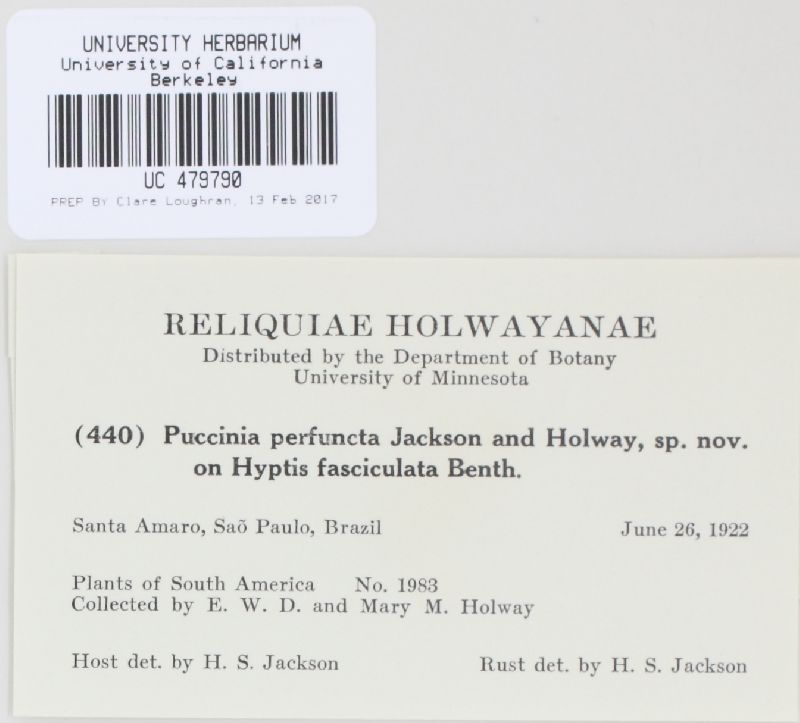 UNIVERSITY HERBARIUM
University of California
Berkeley
UC 479790
PREP BY Clare Loughran, 13 Feb 2017
RELIQUIAE HOLWAYANAE
Distributed by the Department of Botany
University of Minnesota
(440) Puccinia perfuncta Jackson and Holway, sp. nov.
on Hyptis fasciculata Benth.
Santa Amaro, Saõ Paulo, Brazil June 26, 1922
Plants of South America No. 1983
Collected by E. W. D. and Mary M. Holway
Host det. by H. S. Jackson Rust det. by H. S. Jackson